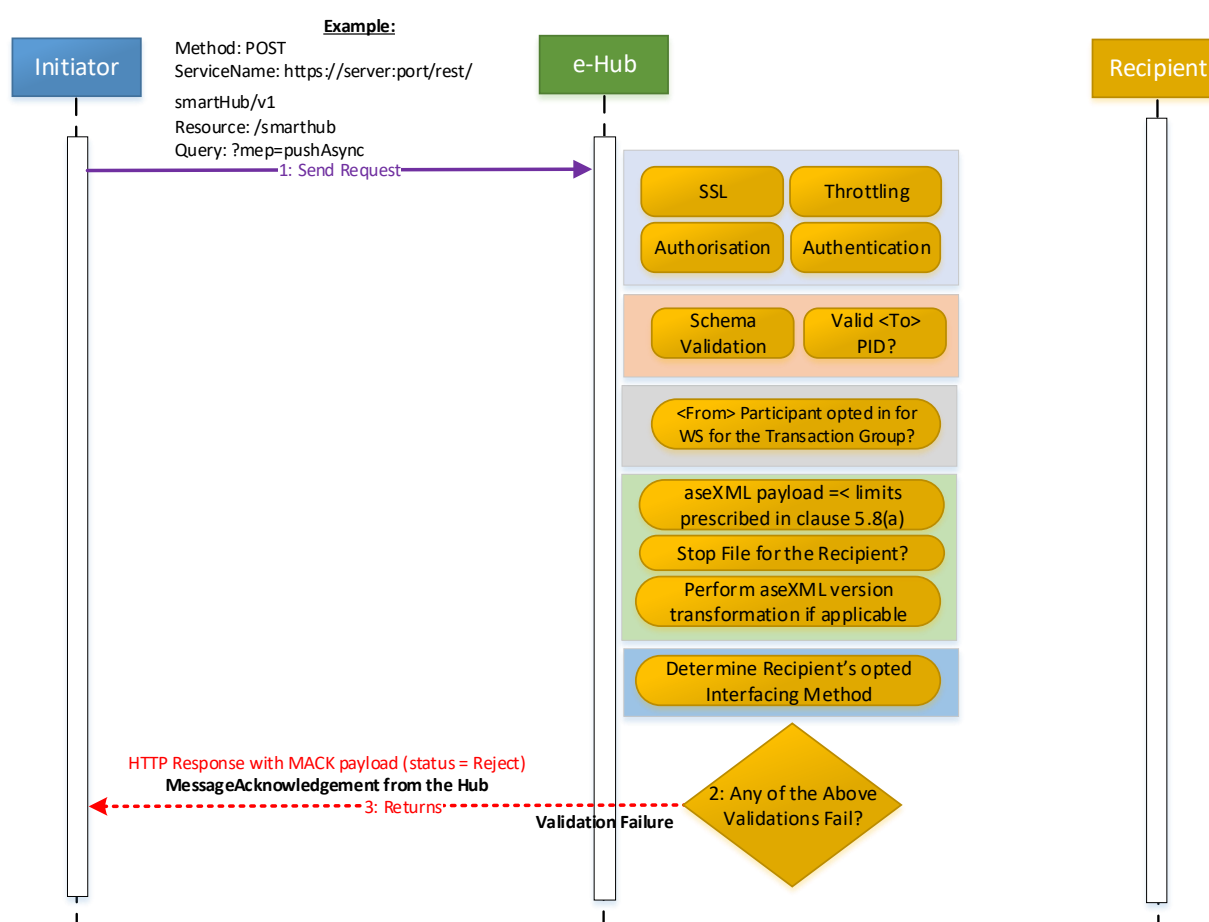 Example:
Initiator
Method: POST
ServiceName: https://server:port/rest/
smartHub/v1
Resource: /smarthub
Query: ?mep=pushAsync
e-Hub
Recipient
1: Send Request
SSL
Throttling
Authorisation
Authentication
Schema
Validation
Valid <To>
PID?
<From> Participant opted in for
WS for the Transaction Group?
aseXML payload =< limits
prescribed in clause 5.8(a)
Stop File for the Recipient?
Perform aseXML version
transformation if applicable
Determine Recipient's opted
Interfacing Method
HTTP Response with MACK payload (status = Reject)
MessageAcknowledgement from the Hub
3: Returns
Validation Failure
2: Any of the Above
Validations Fail?